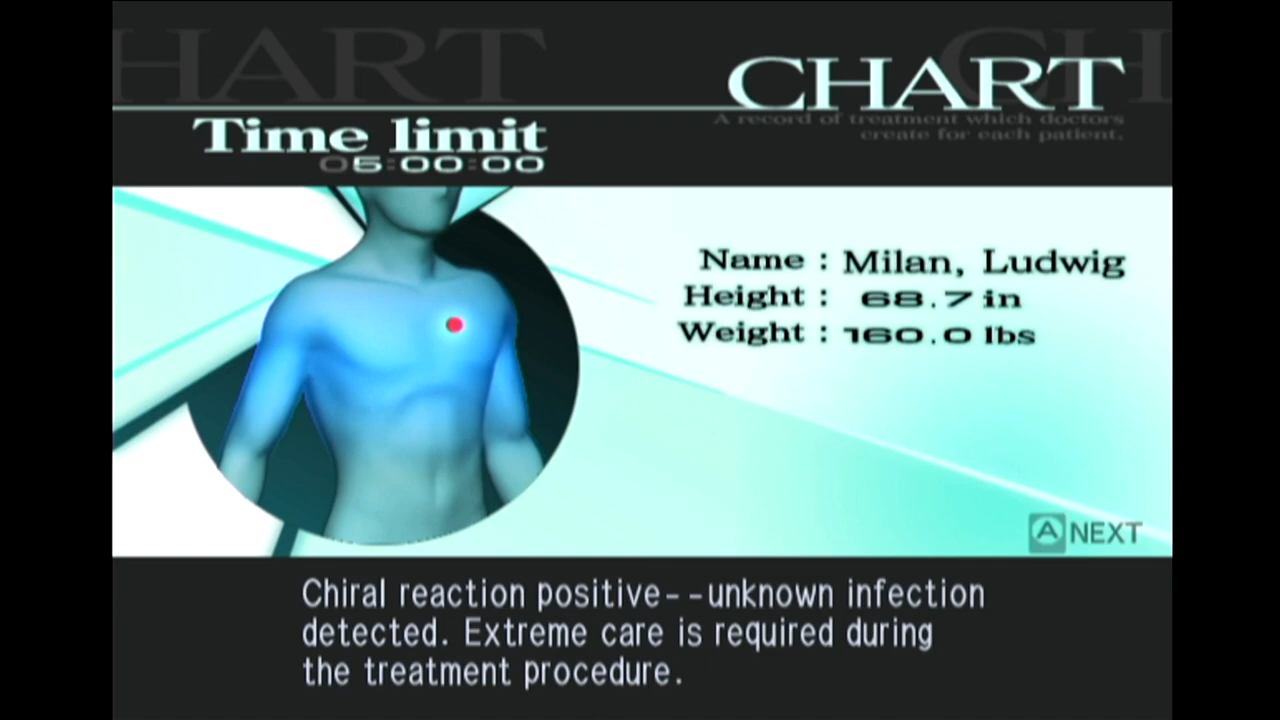 HART
CH
CHART
A record of treatment which doctors
create for each patient.
Time limit
05:00:00
Name : Milan, Ludwig
Height : 68.7 in
Weight : 160.0 lbs
A NEXT
Chiral reaction positive--unknown infection
detected. Extreme care is required during
the treatment procedure.